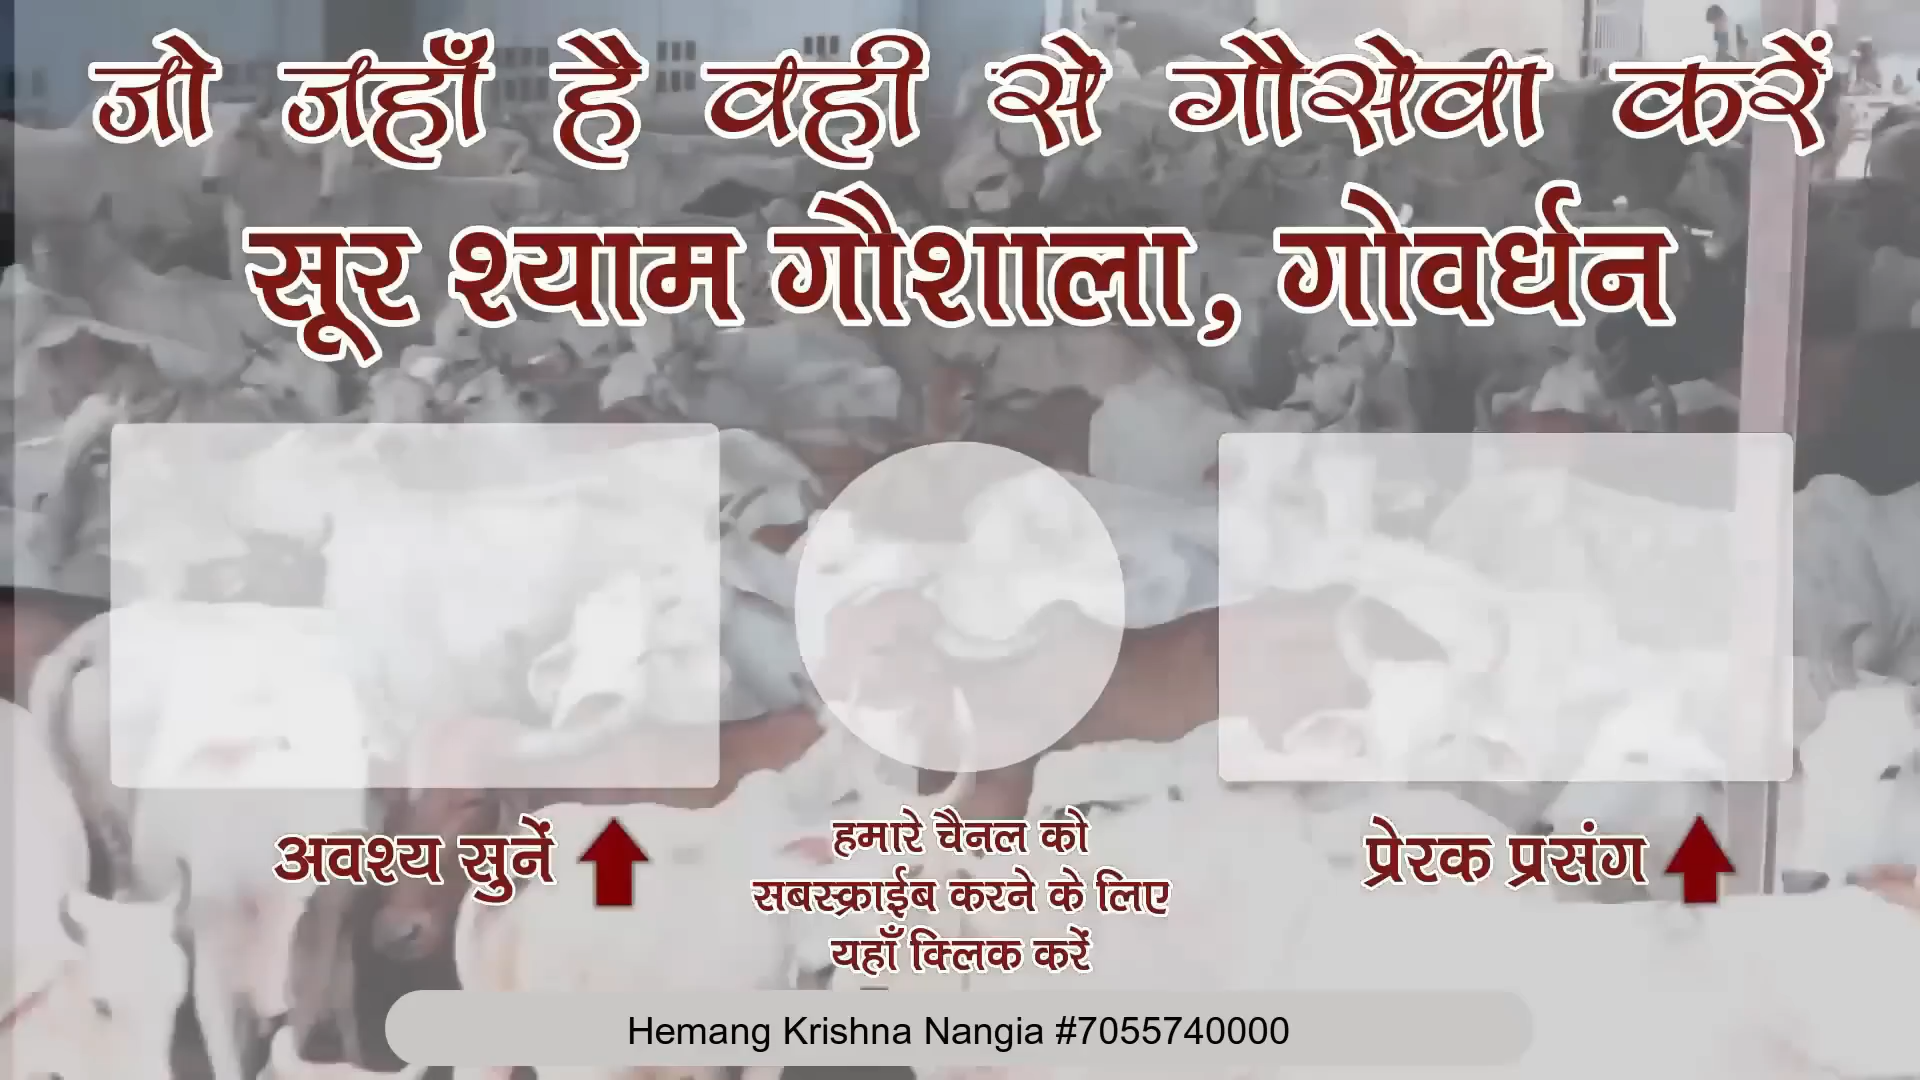 जो जहाँ है वही से गौसेवा करें
सूर श्याम गौशाला, गोवर्धन
अवश्य सुनें
हमारे चैनल को
सबस्क्राईब करने के लिए
यहाँ क्लिक करें
प्रेरक प्रसंग
Hemang Krishna Nangia #7055740000